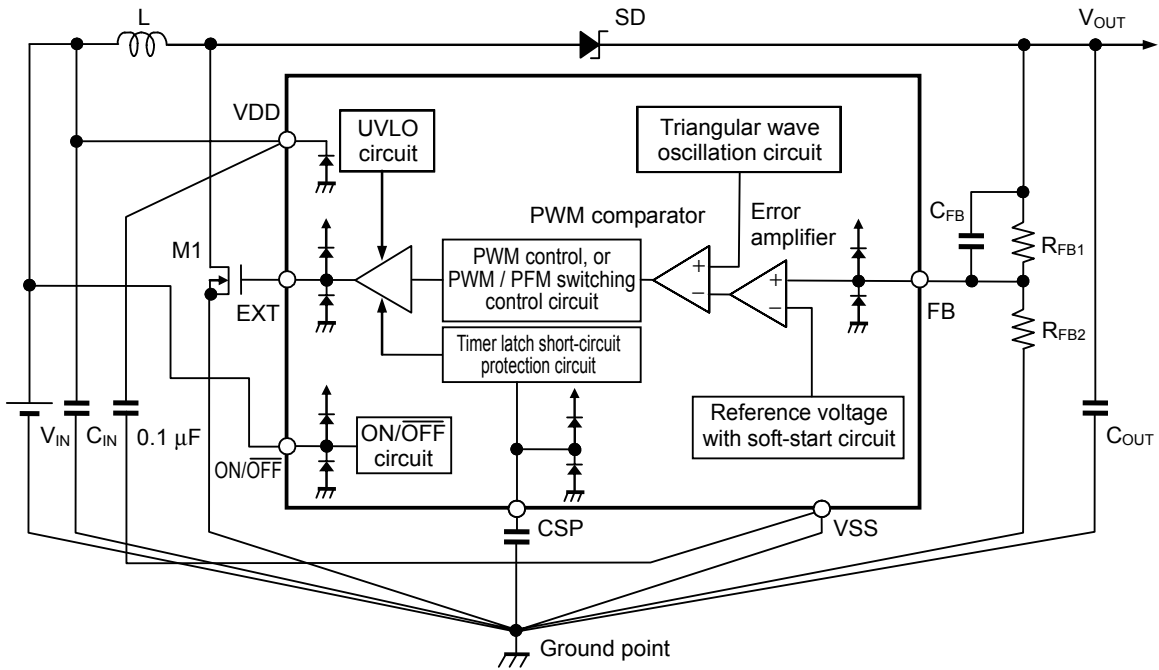 L
SD
VOUT
VDD
UVLO
circuit
Triangular wave
oscillation circuit
CFB
PWM comparator
Error
amplifier
RFB1
M1
PWM control, or
PWM / PFM switching
control circuit
+
−
+
−
EXT
FB
RFB2
Timer latch short-circuit
protection circuit
VIN
CIN
0.1 μF
ON/OFF
ON/OFF
circuit
Reference voltage
with soft-start circuit
COUT
CSP
VSS
Ground point